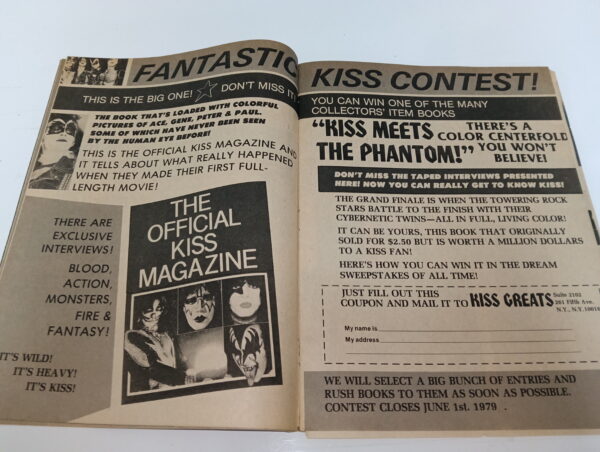 FANTASTIC
THIS IS THE BIG ONE! DON'T MISS IT!
THE BOOK THAT'S LOADED WITH COLORFUL
PICTURES OF ACE, GENE, PETER & PAUL.
SOME OF WHICH HAVE NEVER BEEN SEEN
BY THE HUMAN EYE BEFORE!
THIS IS THE OFFICIAL KISS MAGAZINE AND
IT TELLS ABOUT WHAT REALLY HAPPENED
WHEN THEY MADE THEIR FIRST FULL-
LENGTH MOVIE!
THERE ARE
EXCLUSIVE
INTERVIEWS!
BLOOD,
ACTION,
MONSTERS,
FIRE &
FANTASY!
IT'S WILD!
IT'S HEAVY!
IT'S KISS!
THE
OFFICIAL
KISS
MAGAZINE
KISS CONTEST!
YOU CAN WIN ONE OF THE MANY
COLLECTORS' ITEM BOOKS
"KISS MEETS
THE PHANTOM!"
THERE'S A
COLOR CENTERFOLD
YOU WON'T
BELIEVE!
DON'T MISS THE TAPED INTERVIEWS PRESENTED
HERE! NOW YOU CAN REALLY GET TO KNOW KISS!
THE GRAND FINALE IS WHEN THE TOWERING ROCK
STARS BATTLE TO THE FINISH WITH THEIR
CYBERNETIC TWINS—ALL IN FULL, LIVING COLOR!
IT CAN BE YOURS, THIS BOOK THAT ORIGINALLY
SOLD FOR $2.50 BUT IS WORTH A MILLION DOLLARS
TO A KISS FAN!
HERE'S HOW YOU CAN WIN IT IN THE DREAM
SWEEPSTAKES OF ALL TIME!
JUST FILL OUT THIS
COUPON AND MAIL IT TO KISS GREATS
Suite 2102
261 Fifth Ave.
N.Y., N.Y. 10016
My name is
My address
WE WILL SELECT A BIG BUNCH OF ENTRIES AND
RUSH BOOKS TO THEM AS SOON AS POSSIBLE.
CONTEST CLOSES JUNE 1st. 1979 .